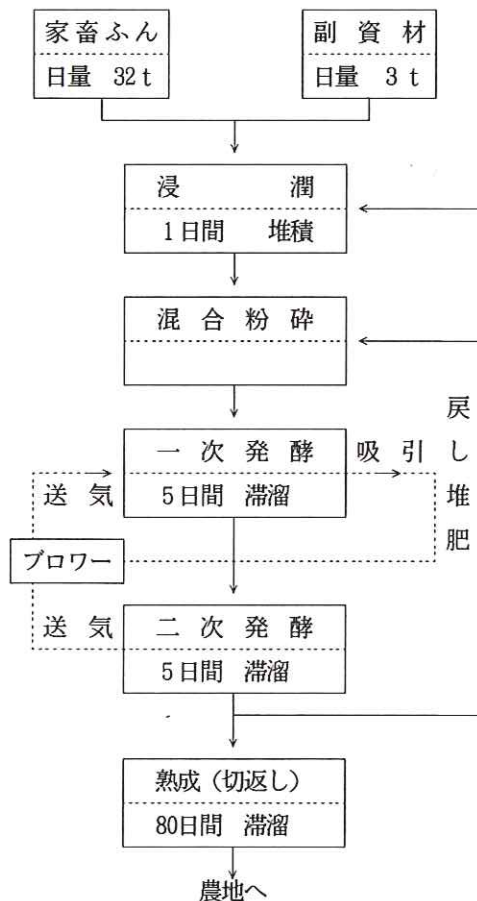 家畜ふん
日量 32 t
副資材
日量 3 t
浸潤
1日間 堆積
混合粉砕
戻し堆肥
一次発酵
5日間 滞溜
吸引
送気
ブロワー
送気
二次発酵
5日間 滞溜
熟成(切返し)
80日間 滞溜
農地へ